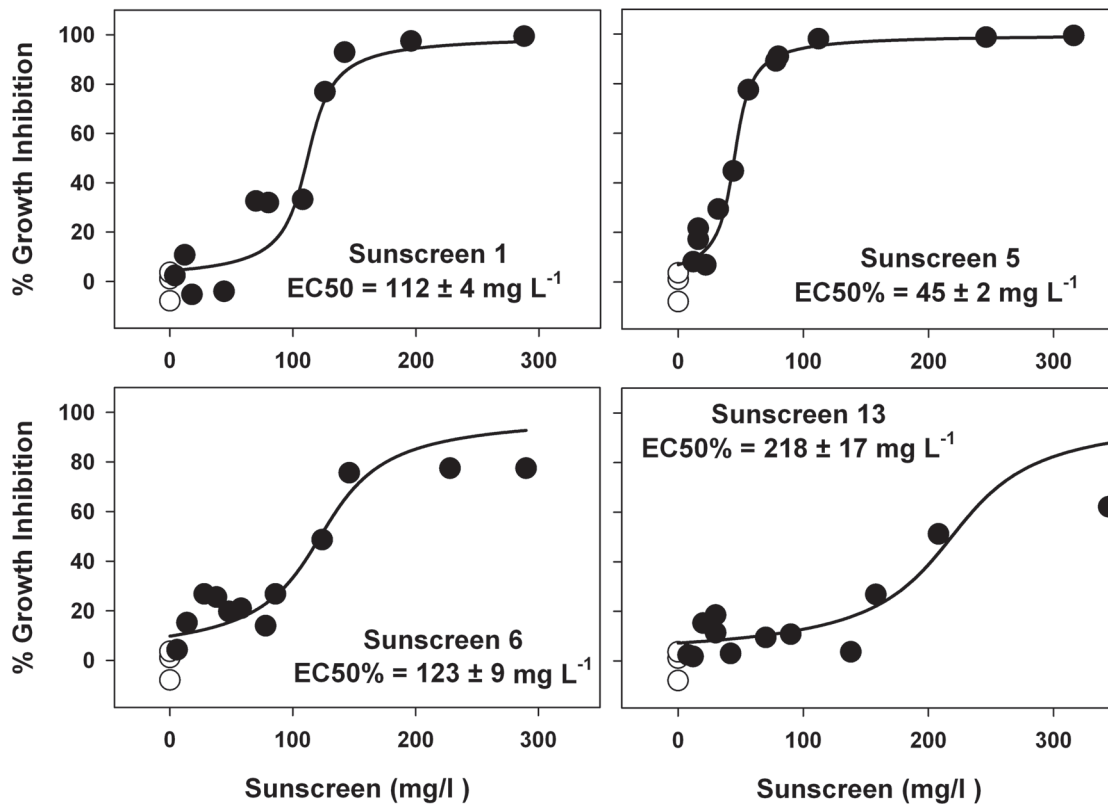 % Growth Inhibition
100
80
60
40
20
0
Sunscreen 1
EC50 = 112 ± 4 mg L⁻¹
0 100 200 300
Sunscreen 5
EC50% = 45 ± 2 mg L⁻¹
0 100 200 300
% Growth Inhibition
100
80
60
40
20
0
Sunscreen 6
EC50% = 123 ± 9 mg L⁻¹
0 100 200 300
Sunscreen (mg/l )
Sunscreen 13
EC50% = 218 ± 17 mg L⁻¹
0 100 200 300
Sunscreen (mg/l )